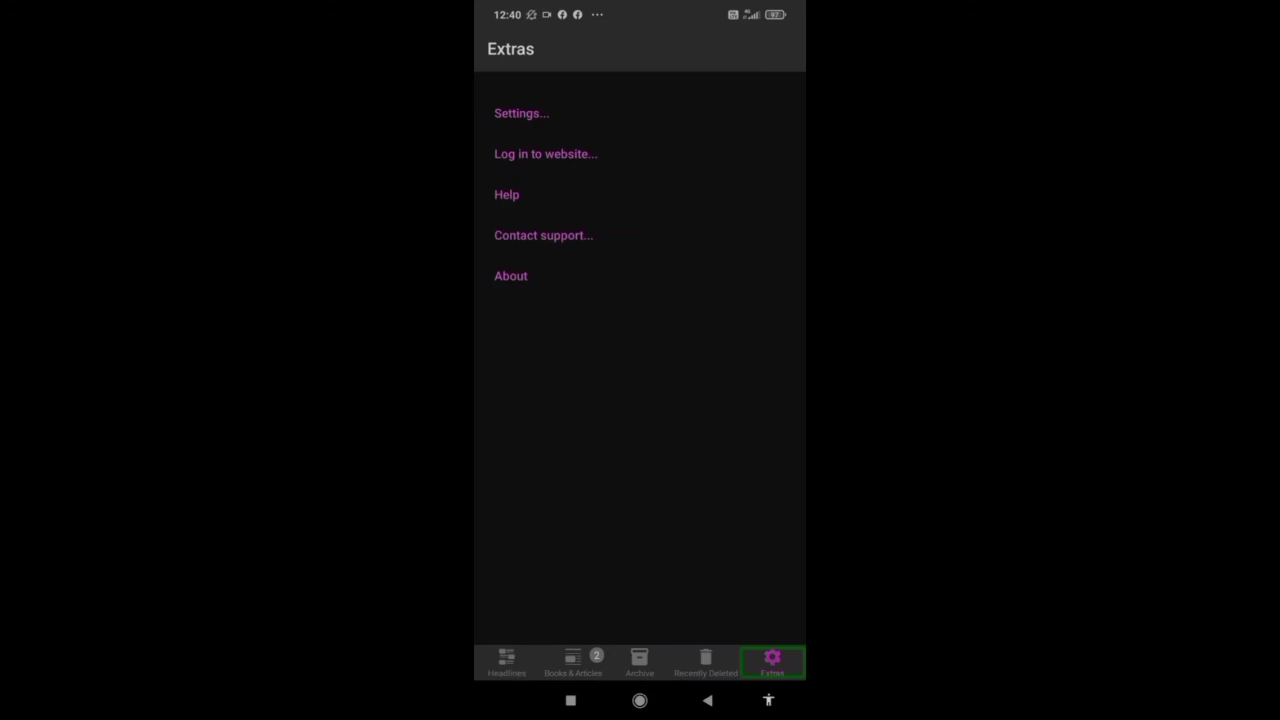 12:40 97
Extras
Settings...
Log in to website...
Help
Contact support...
About
2
Headlines Books & Articles Archive Recently Deleted Extras